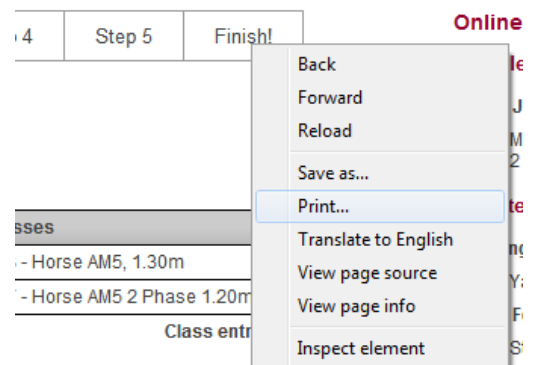 4 Step 5 Finish! Online
Back
Forward
Reload
Save as...
Print...
Translate to English
View page source
View page info
Inspect element
- Horse AM5, 1.30m
- Horse AM5 2 Phase 1.20m
Class